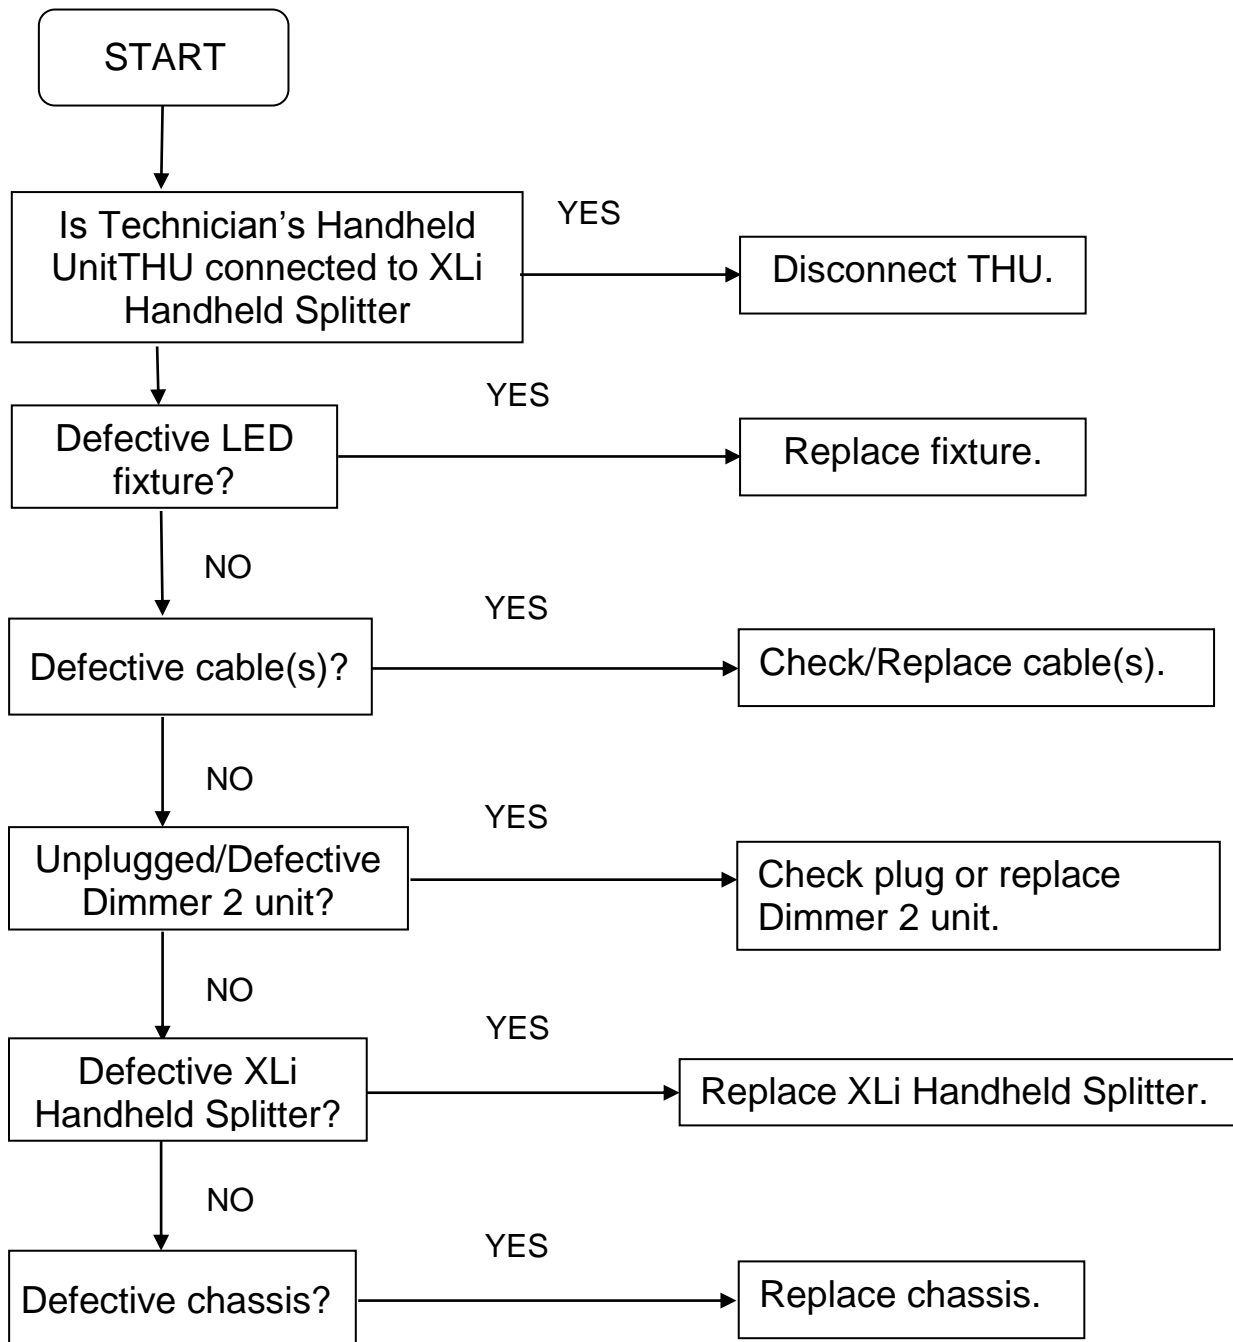 START
Is Technician’s Handheld
UnitTHU connected to XLi
Handheld Splitter
YES
Disconnect THU.
Defective LED
fixture?
YES
Replace fixture.
NO
Defective cable(s)?
YES
Check/Replace cable(s).
NO
Unplugged/Defective
Dimmer 2 unit?
YES
Check plug or replace
Dimmer 2 unit.
NO
Defective XLi
Handheld Splitter?
YES
Replace XLi Handheld Splitter.
NO
Defective chassis?
YES
Replace chassis.